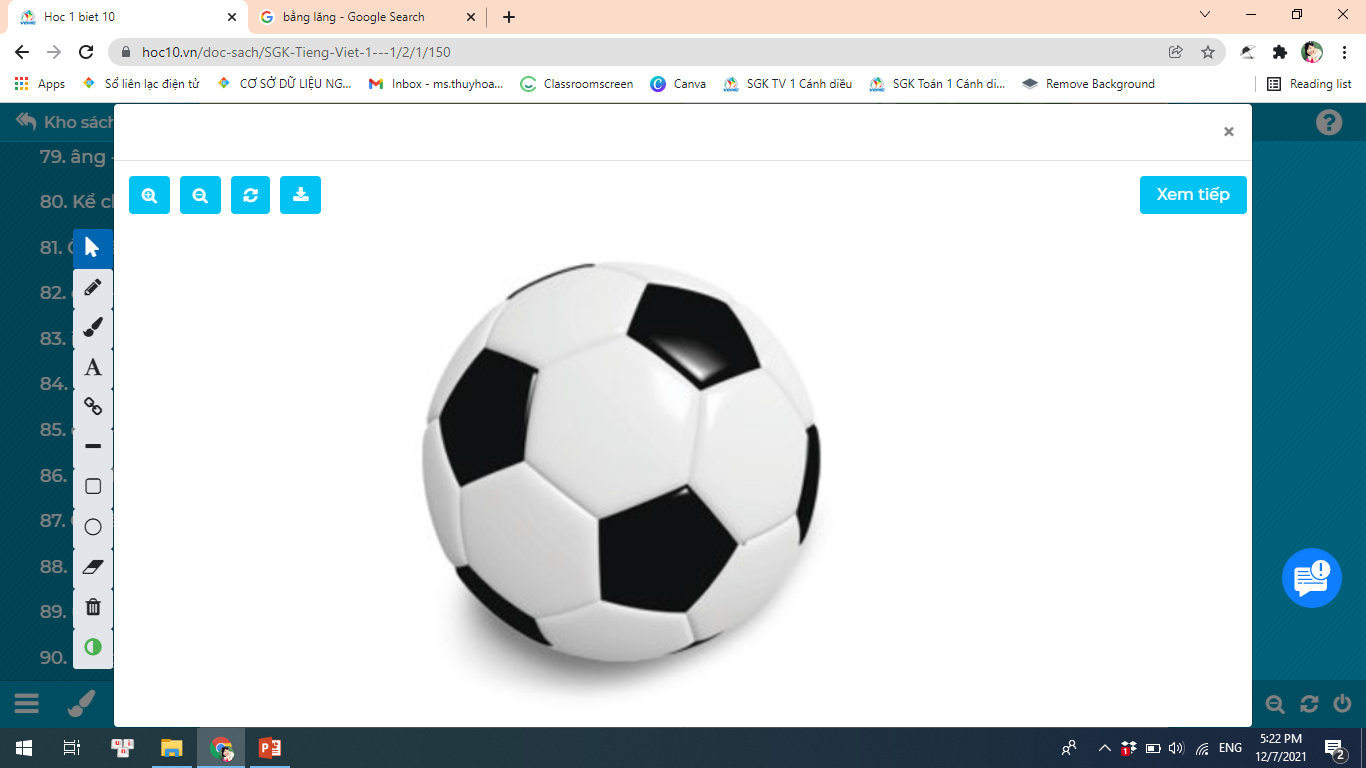 Hoc 1 biet 10
bằng lăng - Google Search
hoc10.vn/doc-sach/SGK-Tieng-Viet-1---1/2/1/150
Apps
Sổ liên lạc điện tử
CƠ SỞ DỮ LIỆU NG...
Inbox - ms.thuyhoa...
Classroomscreen
Canva
SGK TV 1 Cánh diều
SGK Toán 1 Cánh di...
Remove Background
Reading list
Kho sách
79. âng
80. Kể
81.
82.
83.
84.
85.
86.
87.
88.
89.
90.
A
Xem tiếp
ENG
5:22 PM
12/7/2021
1
2